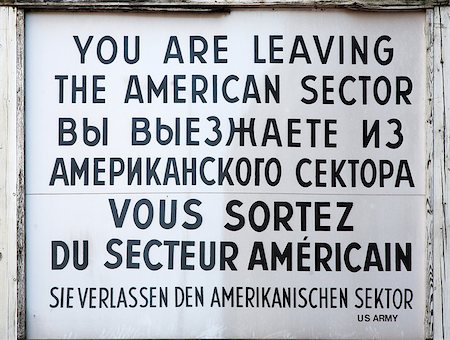 YOU ARE LEAVING
THE AMERICAN SECTOR
ВЫ ВЫЕЗЖАЕТЕ ИЗ
АМЕРИКАНСКОГО СЕКТОРА
VOUS SORTEZ
DU SECTEUR AMÉRICAIN
SIE VERLASSEN DEN AMERIKANISCHEN SEKTOR
US ARMY